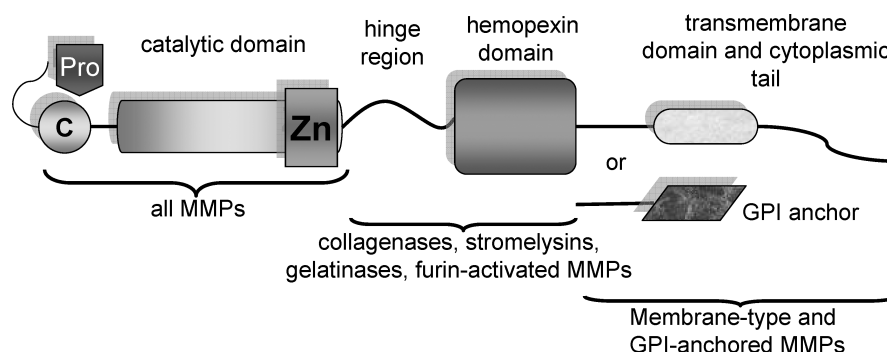 Pro
C
catalytic domain
Zn
hinge
region
hemopexin
domain
transmembrane
domain and cytoplasmic
tail
or
GPI anchor
all MMPs
collagenases, stromelysins,
gelatinases, furin-activated MMPs
Membrane-type and
GPI-anchored MMPs